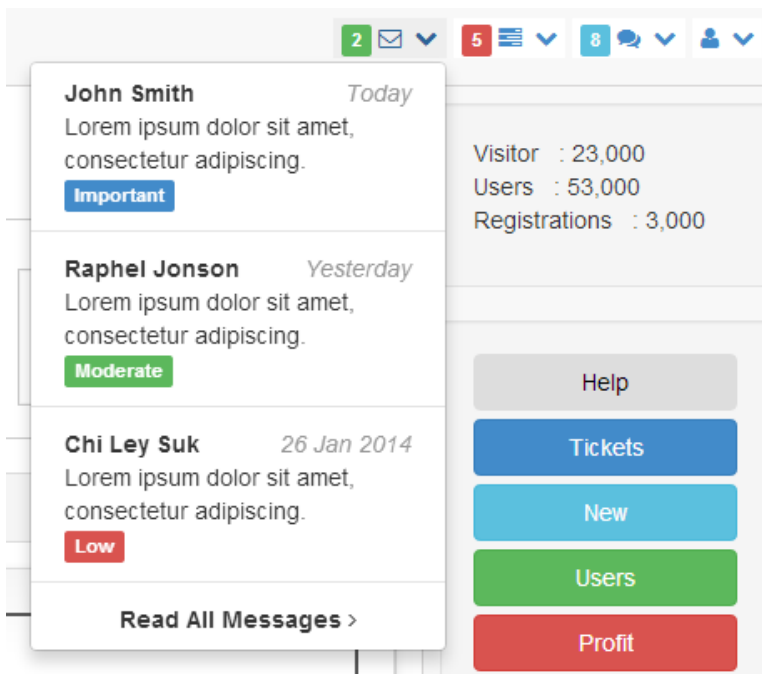 2 5 8
John Smith Today
Lorem ipsum dolor sit amet,
consectetur adipiscing.
Important
Raphel Jonson Yesterday
Lorem ipsum dolor sit amet,
consectetur adipiscing.
Moderate
Chi Ley Suk 26 Jan 2014
Lorem ipsum dolor sit amet,
consectetur adipiscing.
Low
Read All Messages >
Visitor : 23,000
Users : 53,000
Registrations : 3,000
Help
Tickets
New
Users
Profit